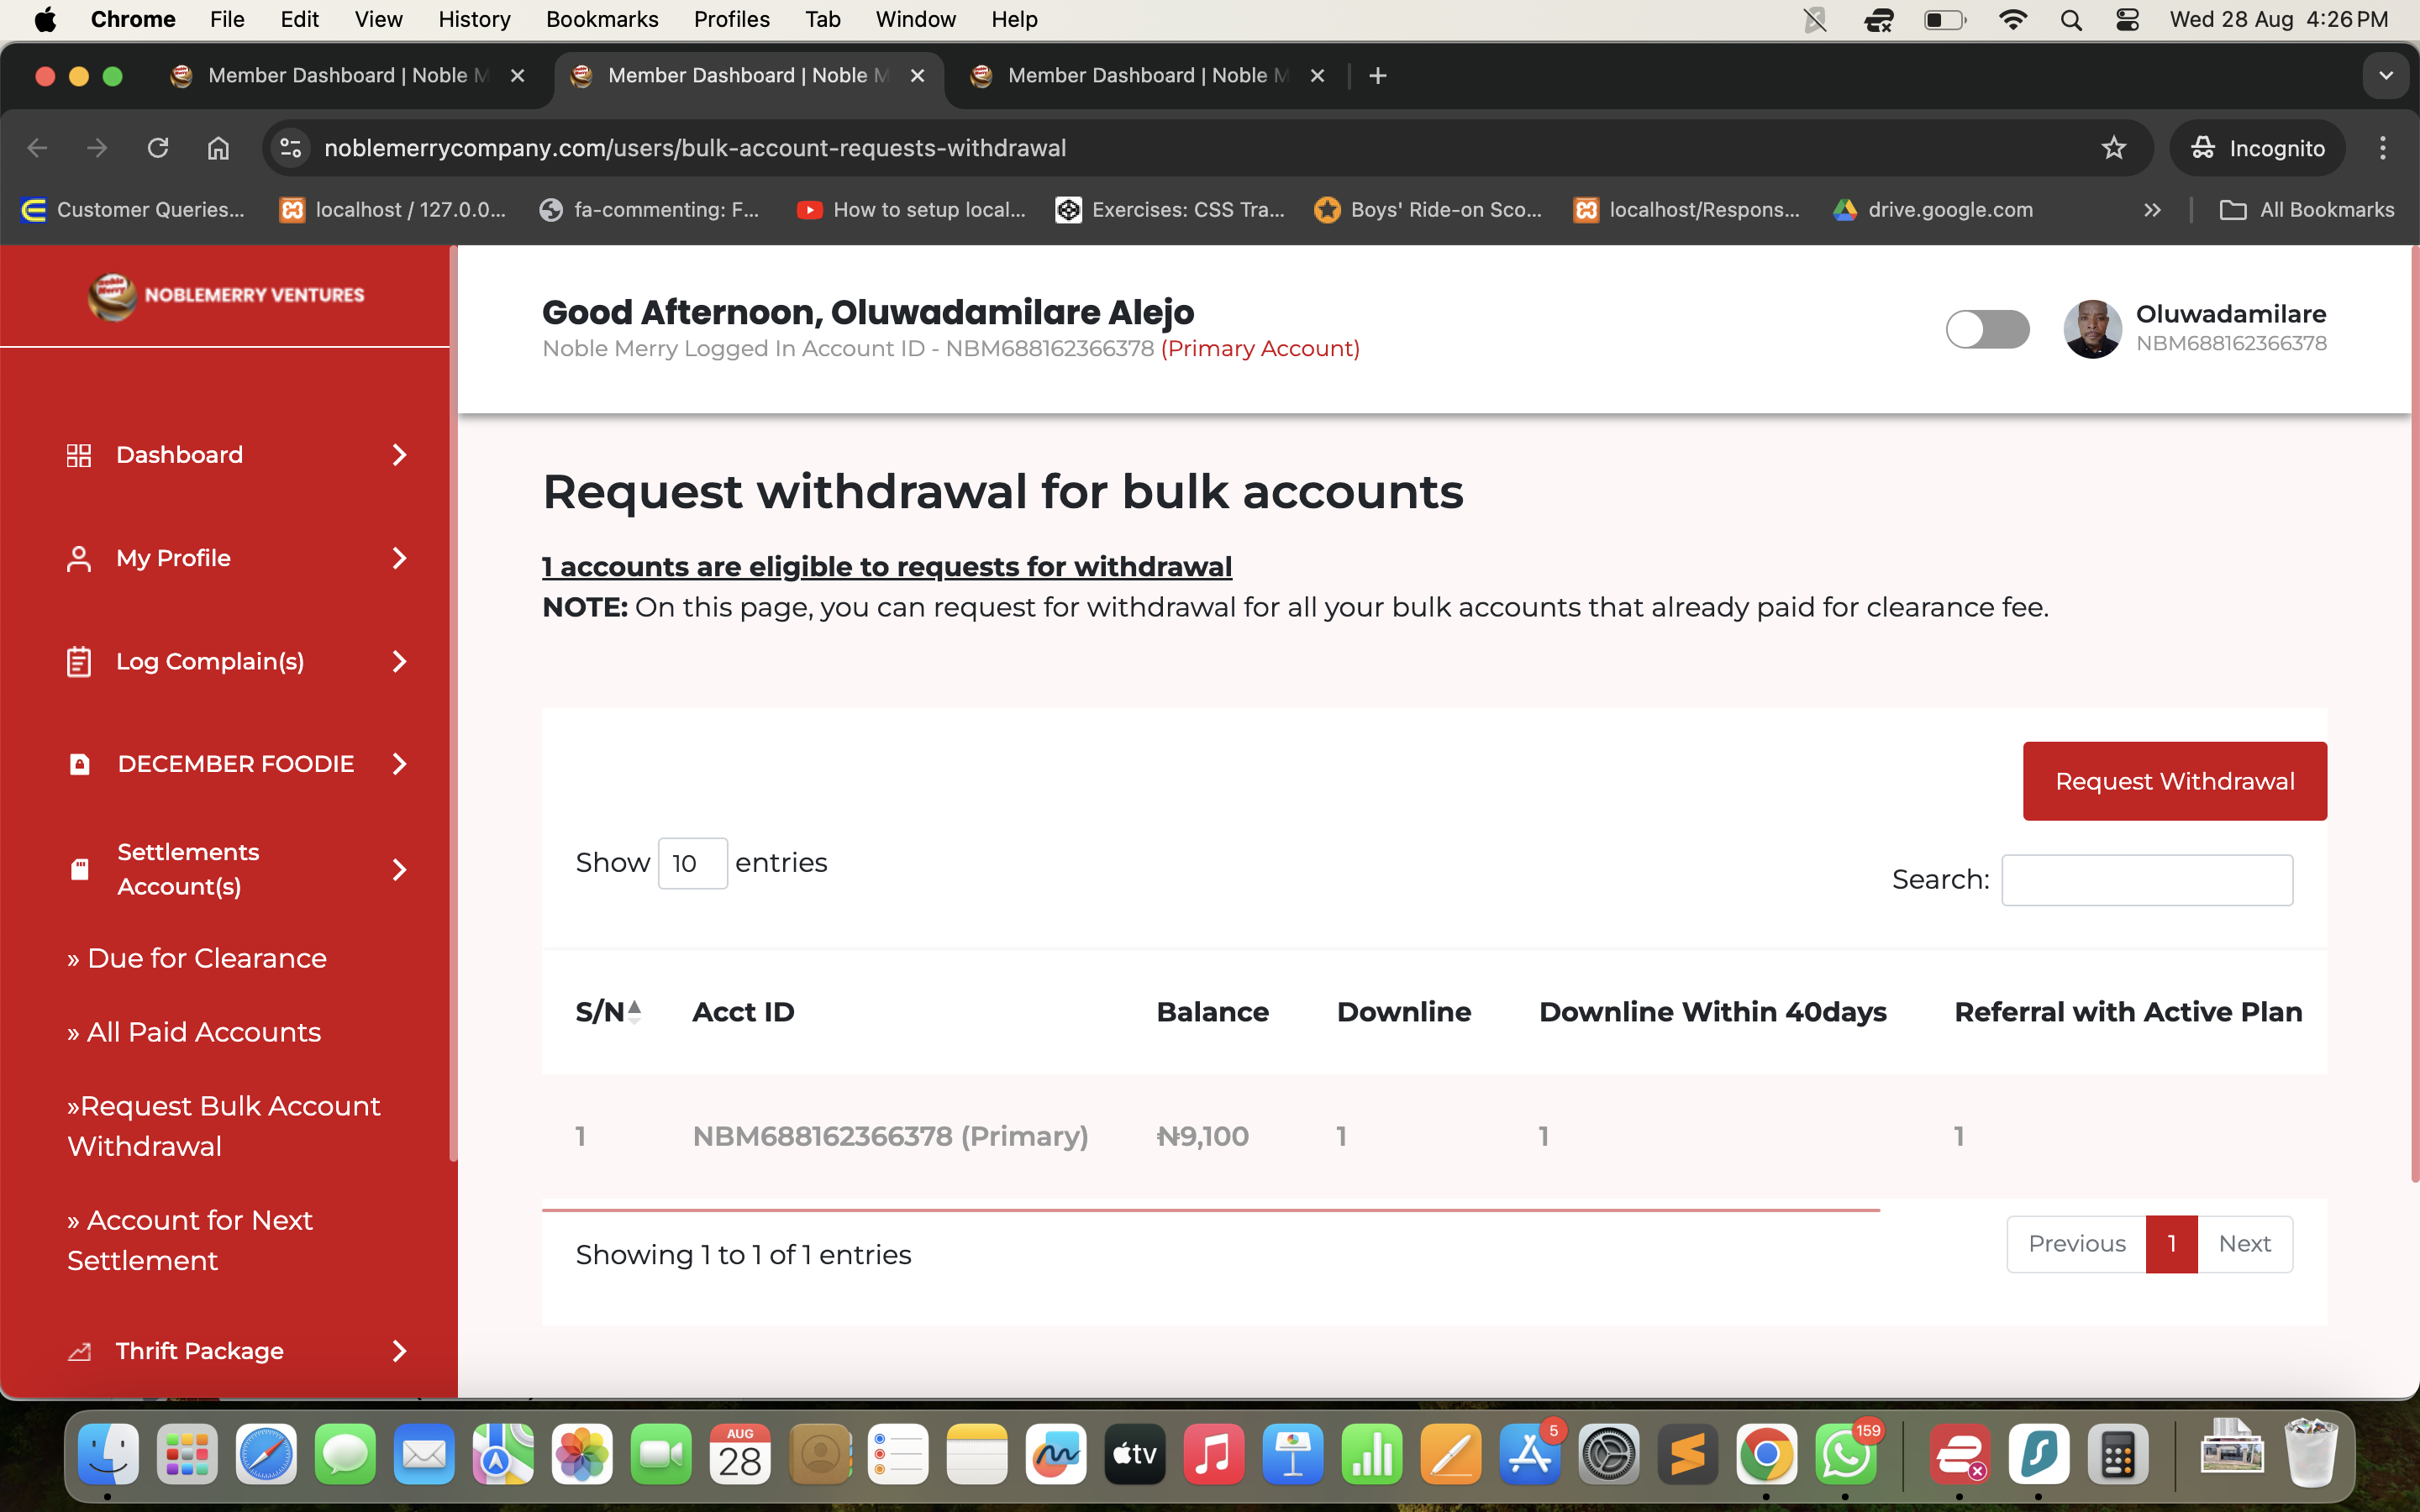 Chrome File Edit View History Bookmarks Profiles Tab Window Help Wed 28 Aug 4:26 PM
Member Dashboard | Noble M Member Dashboard | Noble M Member Dashboard | Noble M
noblemerrycompany.com/users/bulk-account-requests-withdrawal Incognito
Customer Queries... localhost / 127.0.0... fa-commenting: F... How to setup local... Exercises: CSS Tra... Boys' Ride-on Sco... localhost/Respons... drive.google.com » All Bookmarks
NOBLEMERRY VENTURES
Dashboard
My Profile
Log Complain(s)
DECEMBER FOODIE
Settlements
Account(s)
» Due for Clearance
» All Paid Accounts
»Request Bulk Account
Withdrawal
» Account for Next
Settlement
Thrift Package
Good Afternoon, Oluwadamilare Alejo
Noble Merry Logged In Account ID - NBM688162366378 (Primary Account)
Oluwadamilare
NBM688162366378
Request withdrawal for bulk accounts
1 accounts are eligible to requests for withdrawal
NOTE: On this page, you can request for withdrawal for all your bulk accounts that already paid for clearance fee.
Request Withdrawal
Show 10 entries
Search:
S/N Acct ID Balance Downline Downline Within 40days Referral with Active Plan
1 NBM688162366378 (Primary) ₦9,100 1 1 1
Showing 1 to 1 of 1 entries
Previous 1 Next
AUG
28
tv
5
159